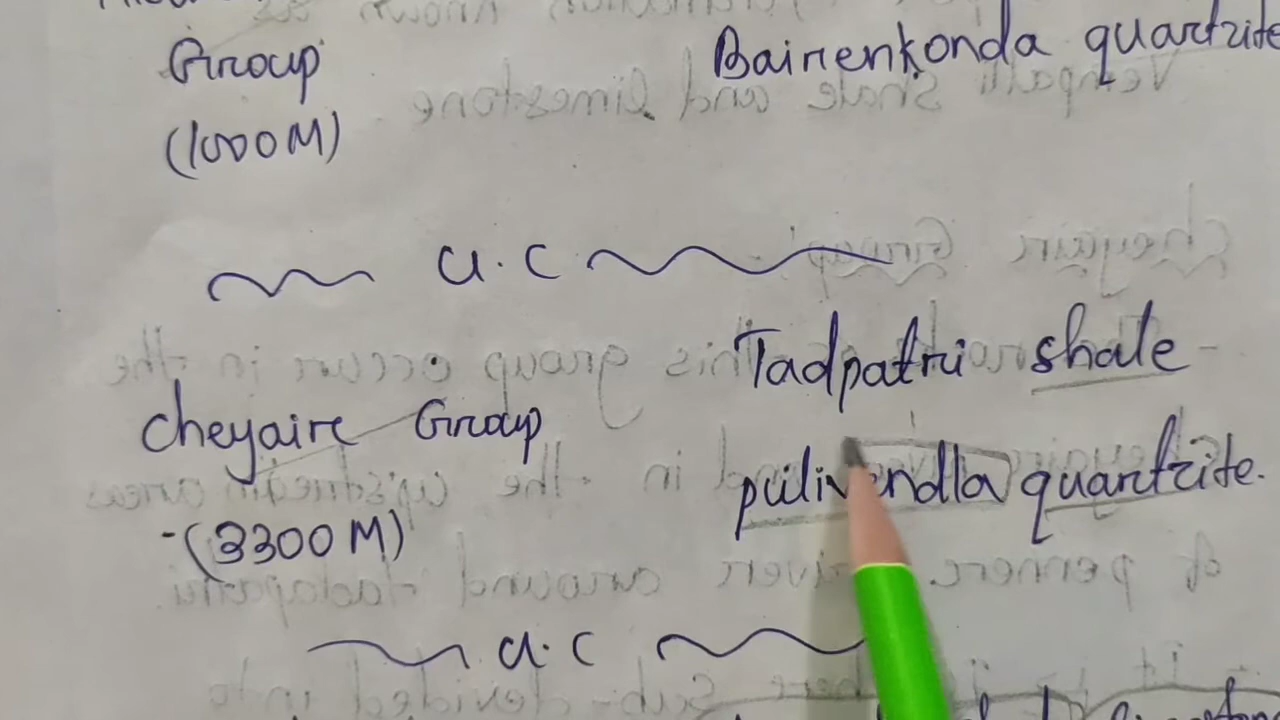 Group
Bairenkonda quartzite
(1000M)
u.c
Tadpatri shale
cheyair Group
pulivendla quartzite.
-(3300 M)
u.c